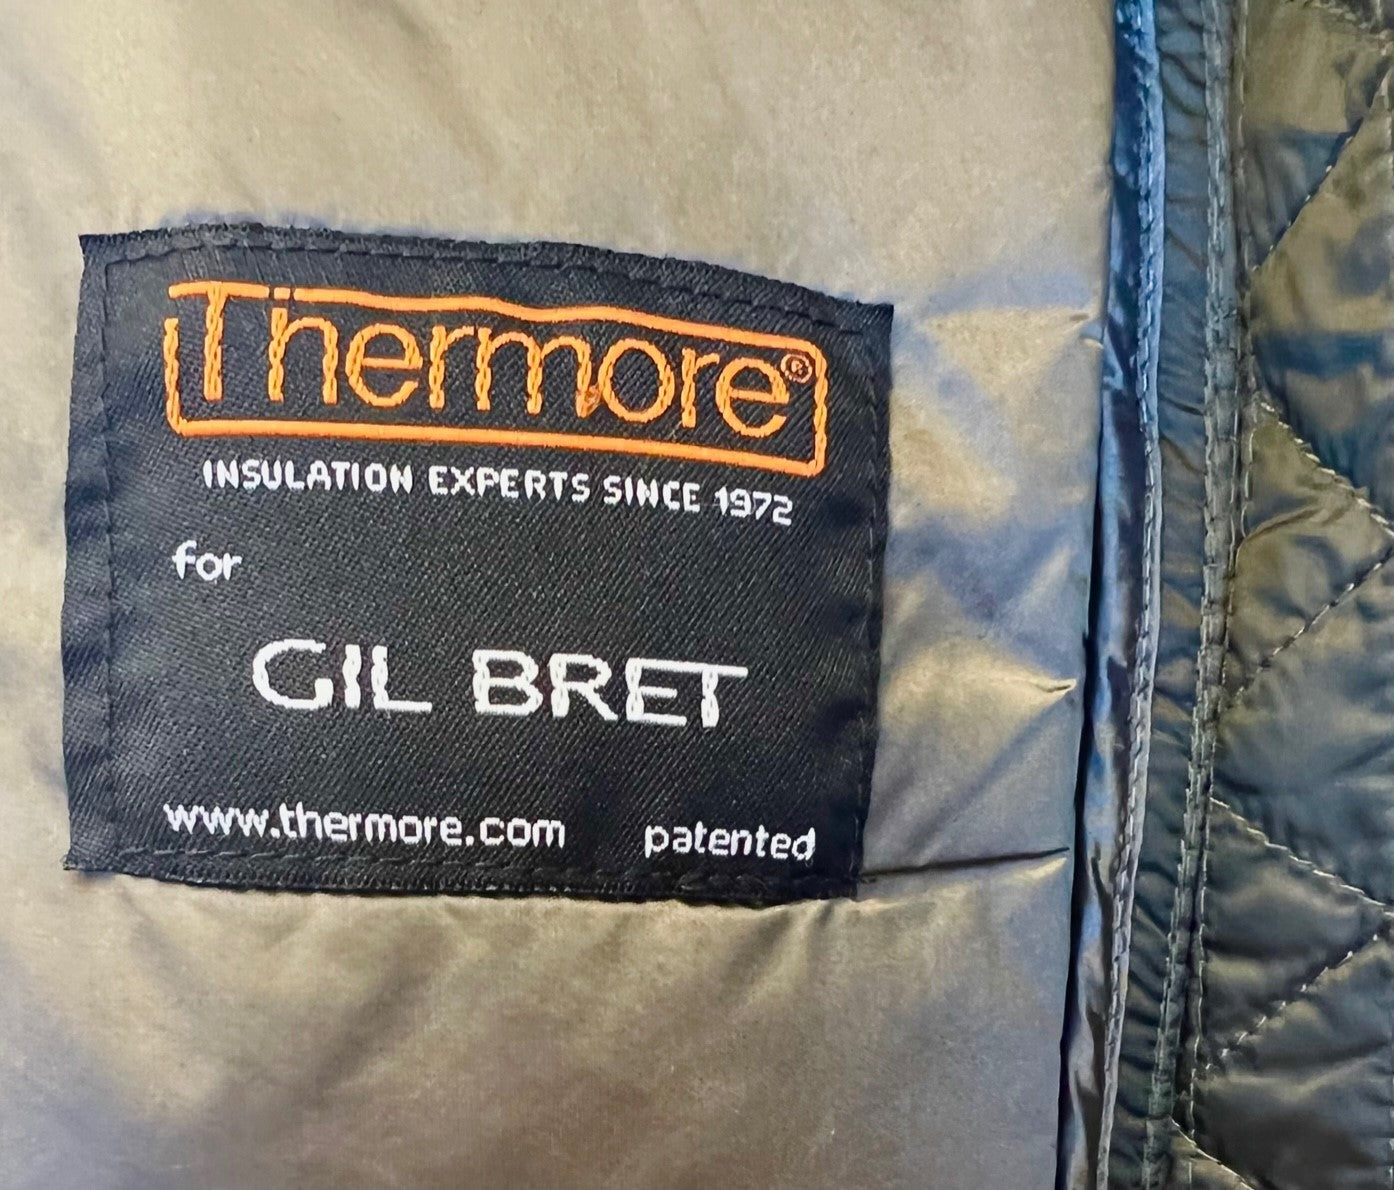 Thermore®
INSULATION EXPERTS SINCE 1972
for
GIL BRET
www.thermore.com patented